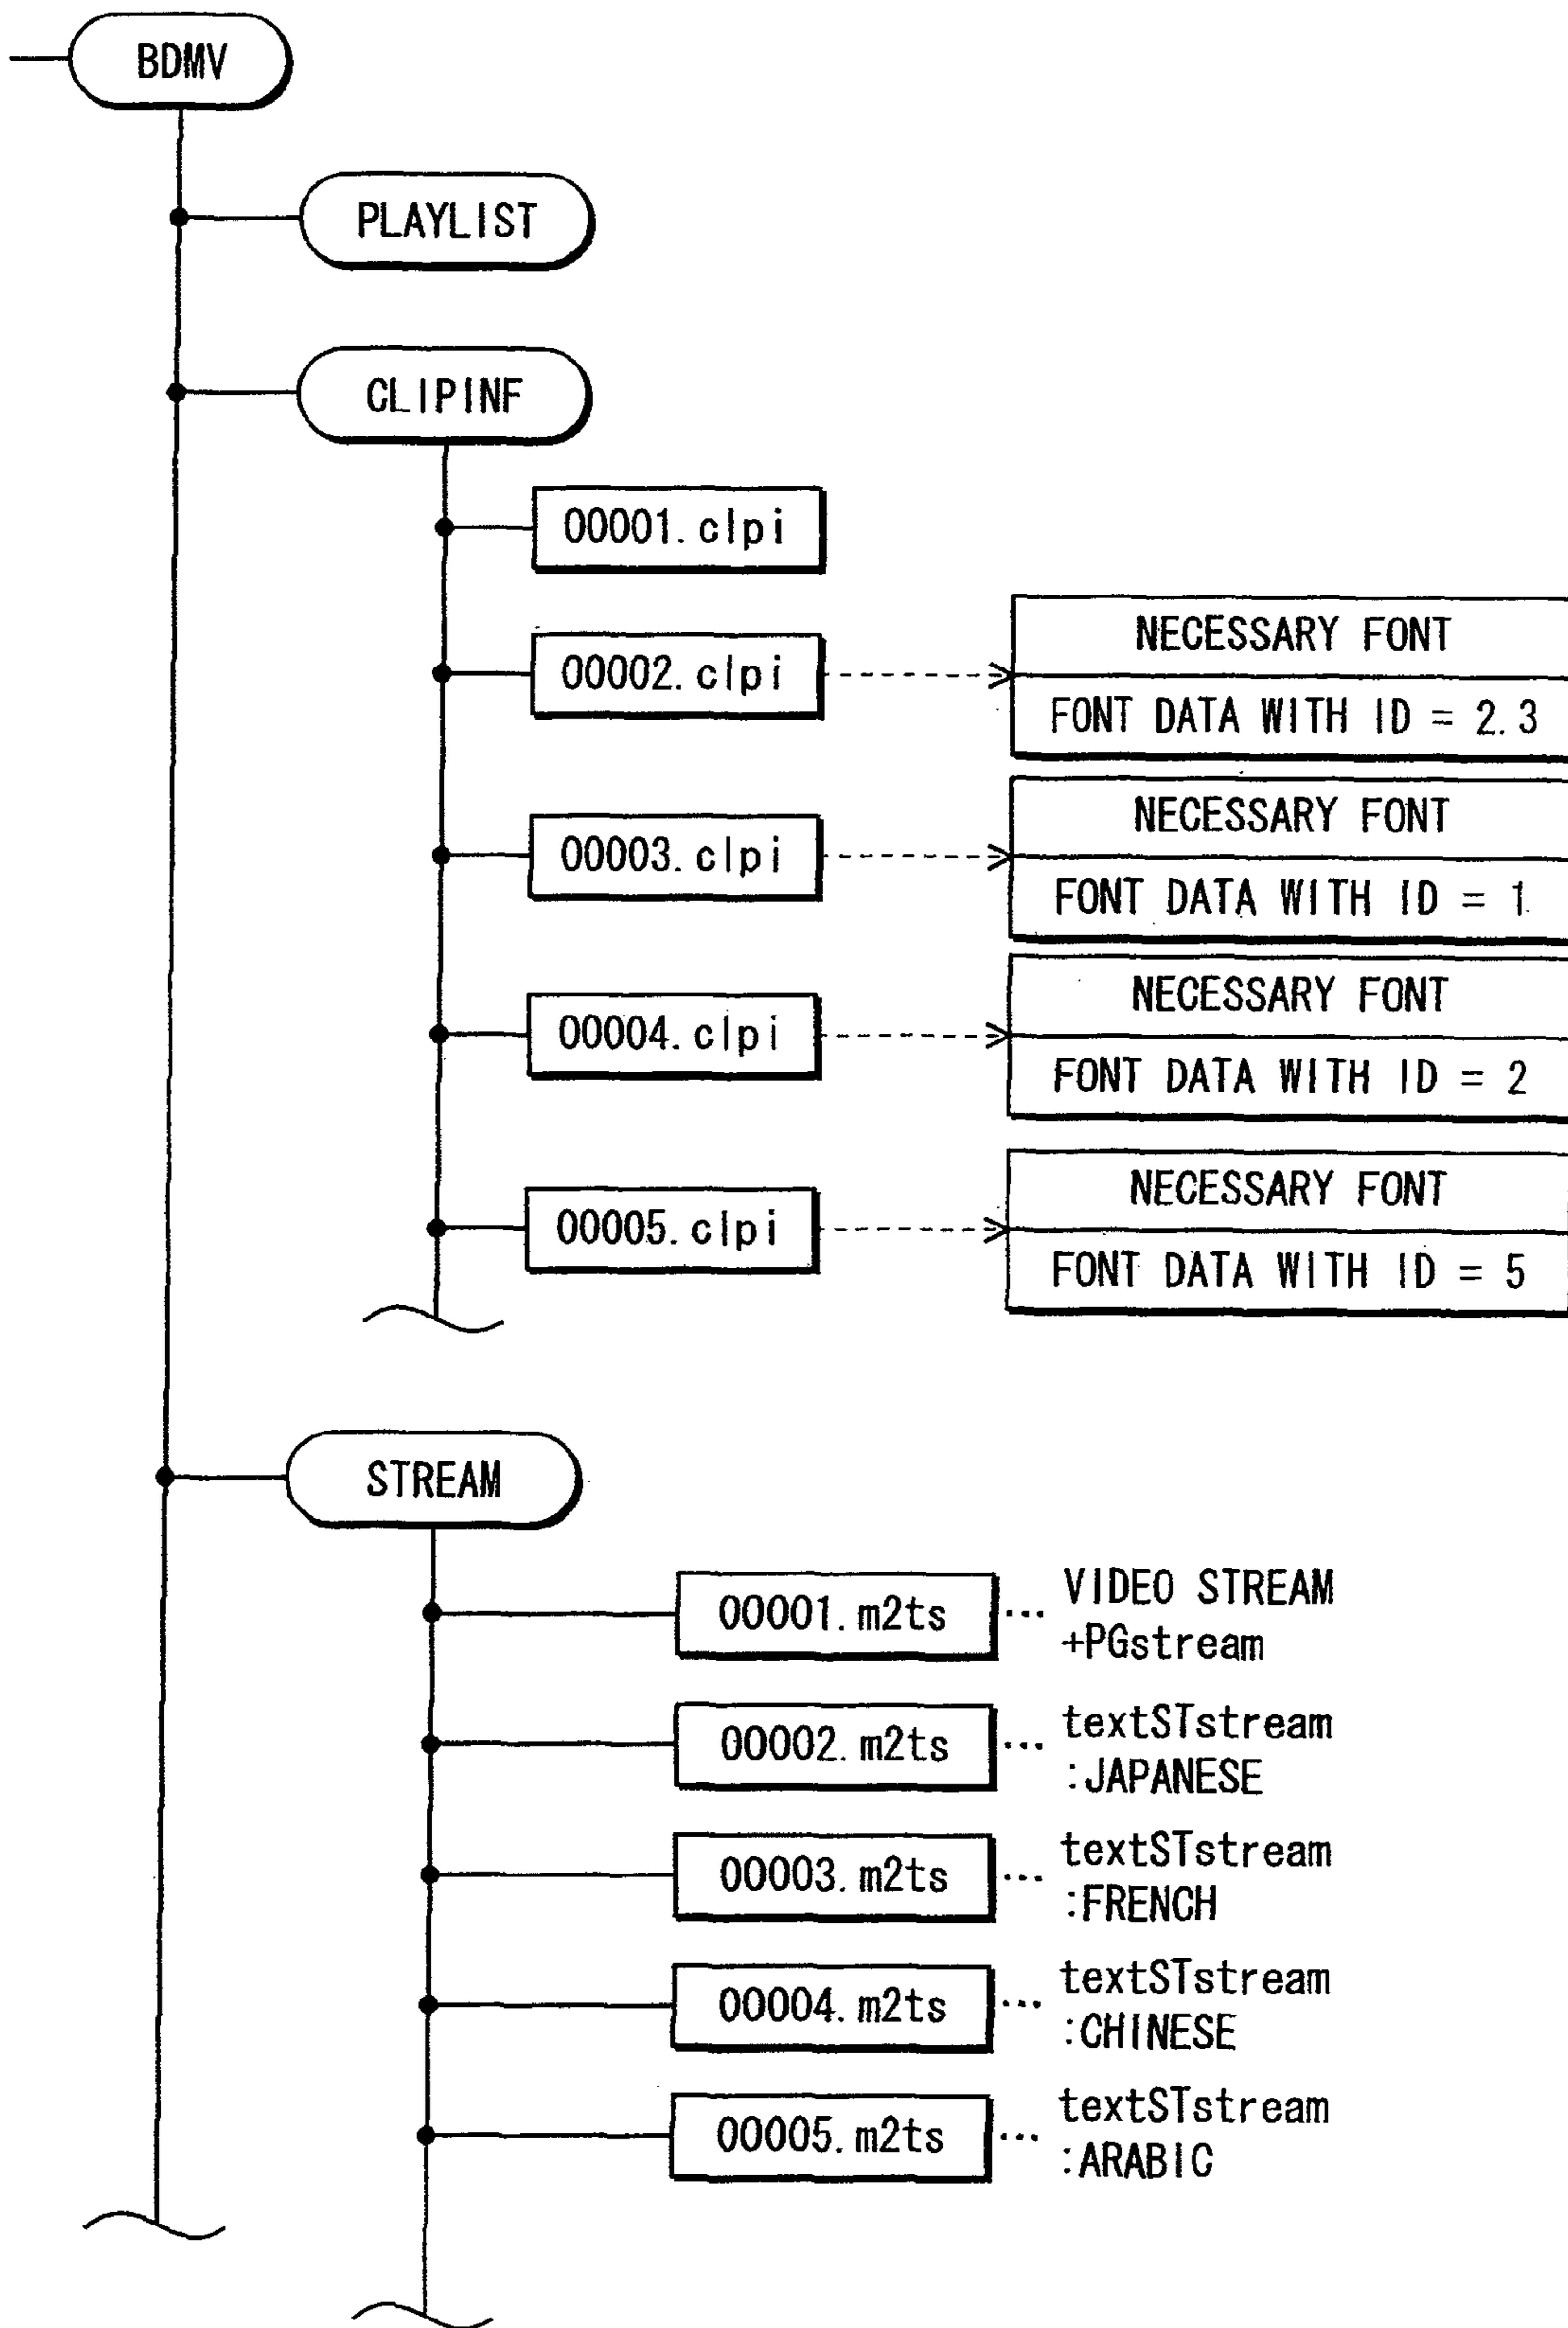 BDMV
PLAYLIST
CLIPINF
00001.clpi
00002.clpi
NECESSARY FONT
FONT DATA WITH ID = 2.3
00003.clpi
NECESSARY FONT
FONT DATA WITH ID = 1
00004.clpi
NECESSARY FONT
FONT DATA WITH ID = 2
00005.clpi
NECESSARY FONT
FONT DATA WITH ID = 5
STREAM
00001.m2ts ... VIDEO STREAM
+PGstream
00002.m2ts ... textSTstream
:JAPANESE
00003.m2ts ... textSTstream
:FRENCH
00004.m2ts ... textSTstream
:CHINESE
00005.m2ts ... textSTstream
:ARABIC